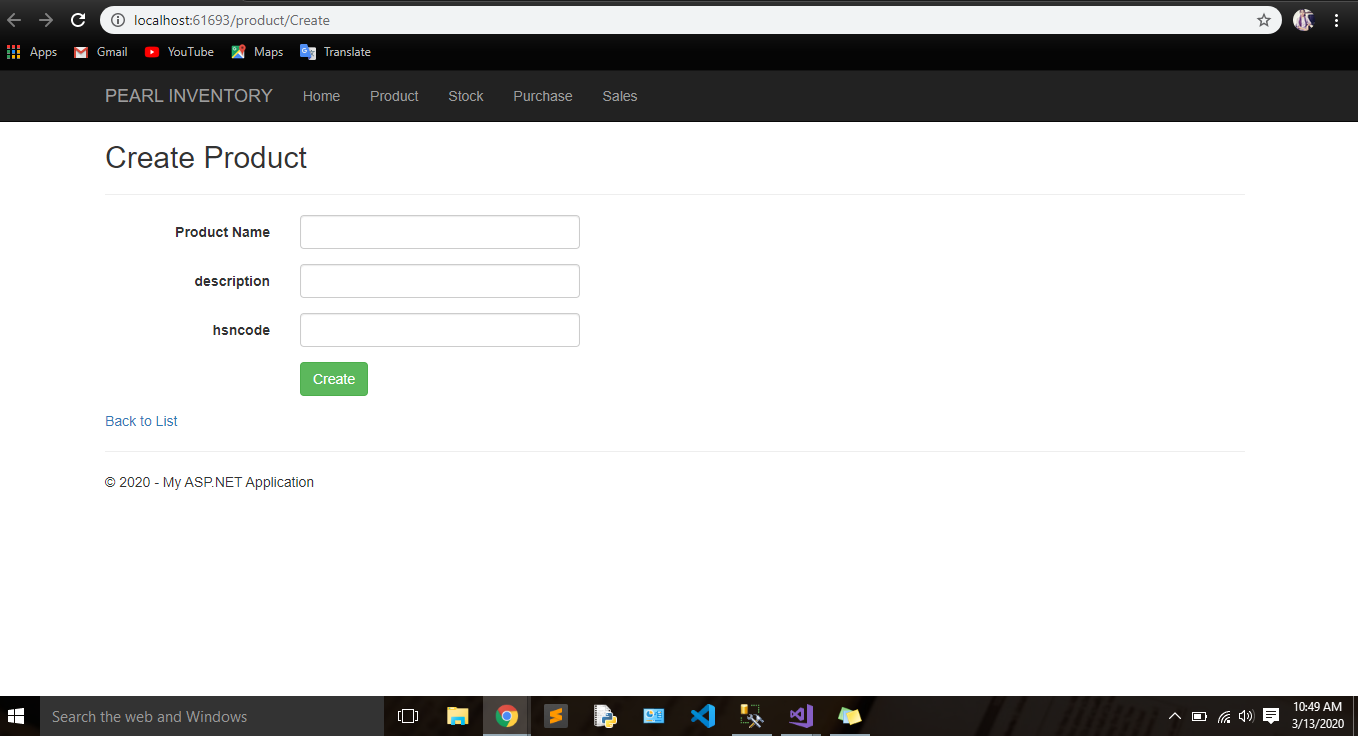 localhost:61693/product/Create
Apps Gmail YouTube Maps Translate
PEARL INVENTORY Home Product Stock Purchase Sales
Create Product
Product Name
description
hsncode
Create
Back to List
© 2020 - My ASP.NET Application
Search the web and Windows
10:49 AM
3/13/2020